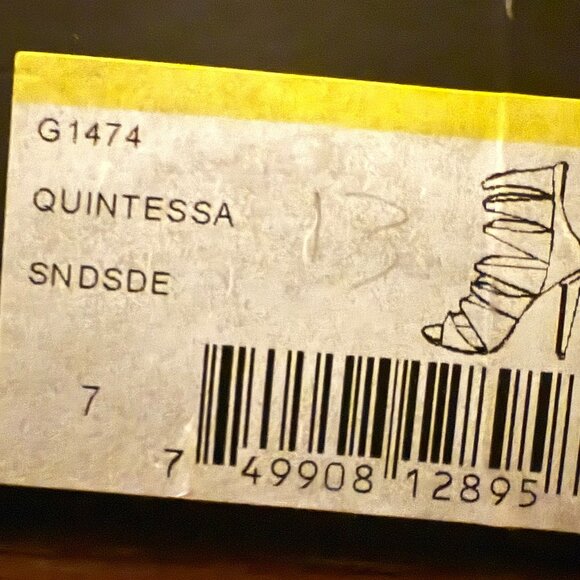 G1474
QUINTESSA
SNDSDE
7
7 49908 12895